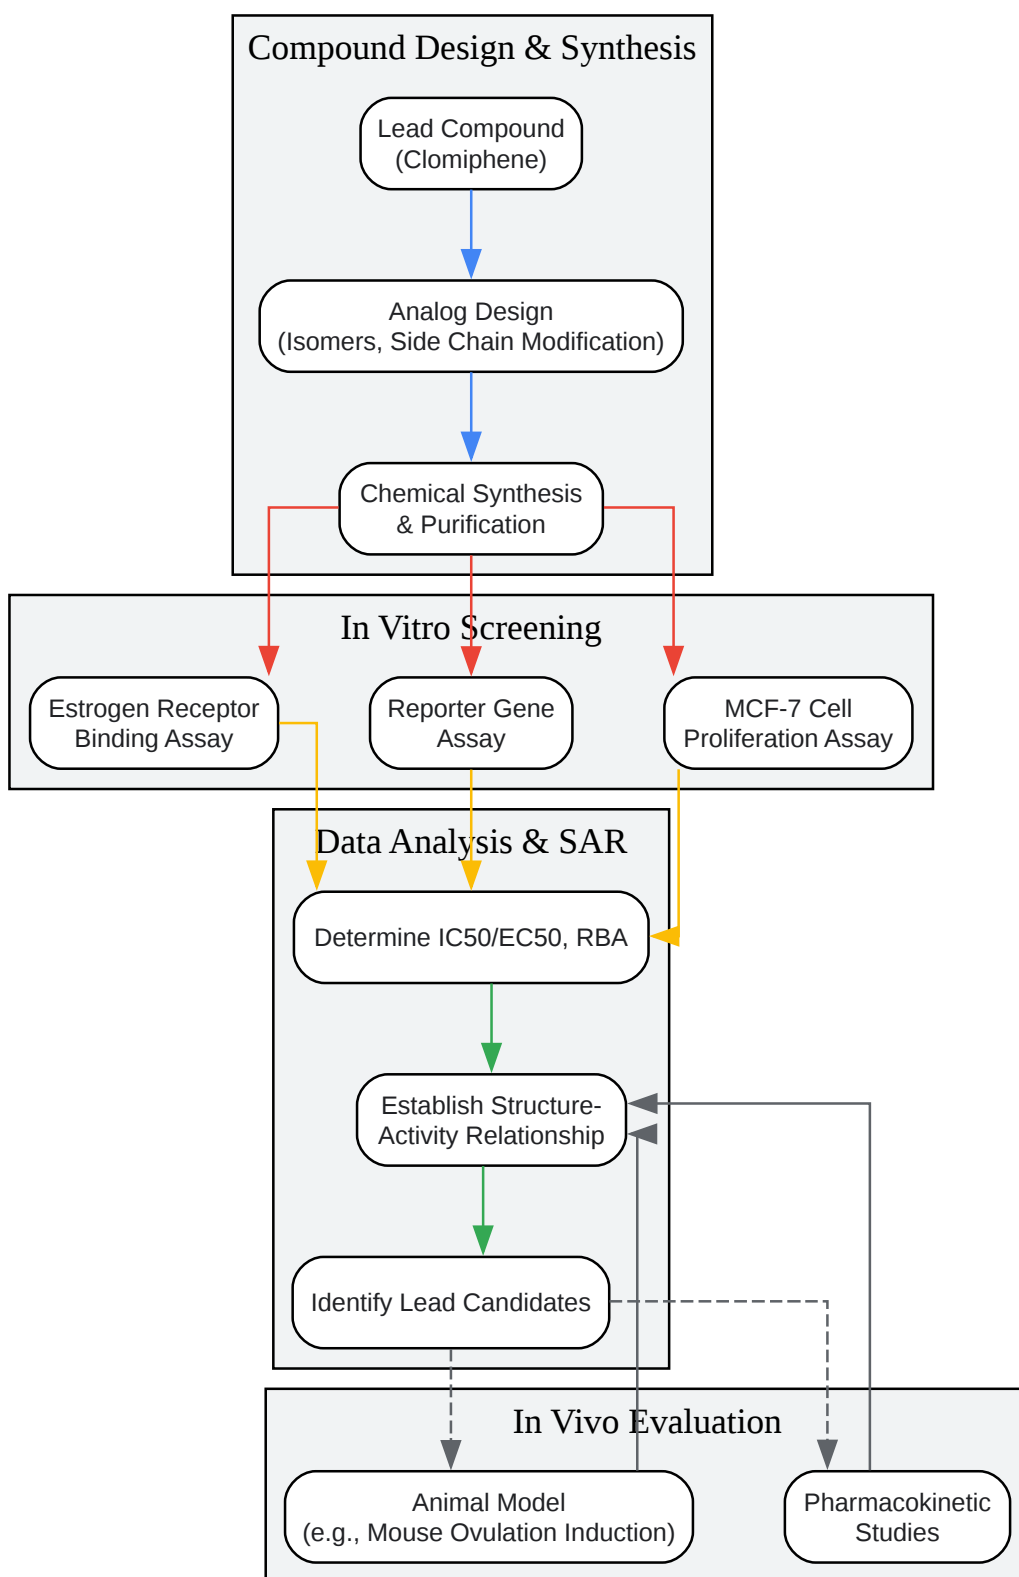 Compound Design & Synthesis
Lead Compound
(Clomiphene)
Analog Design
(Isomers, Side Chain Modification)
Chemical Synthesis
& Purification
In Vitro Screening
Estrogen Receptor
Binding Assay
Reporter Gene
Assay
MCF-7 Cell
Proliferation Assay
Data Analysis & SAR
Determine IC50/EC50, RBA
Establish Structure-
Activity Relationship
Identify Lead Candidates
In Vivo Evaluation
Animal Model
(e.g., Mouse Ovulation Induction)
Pharmacokinetic
Studies